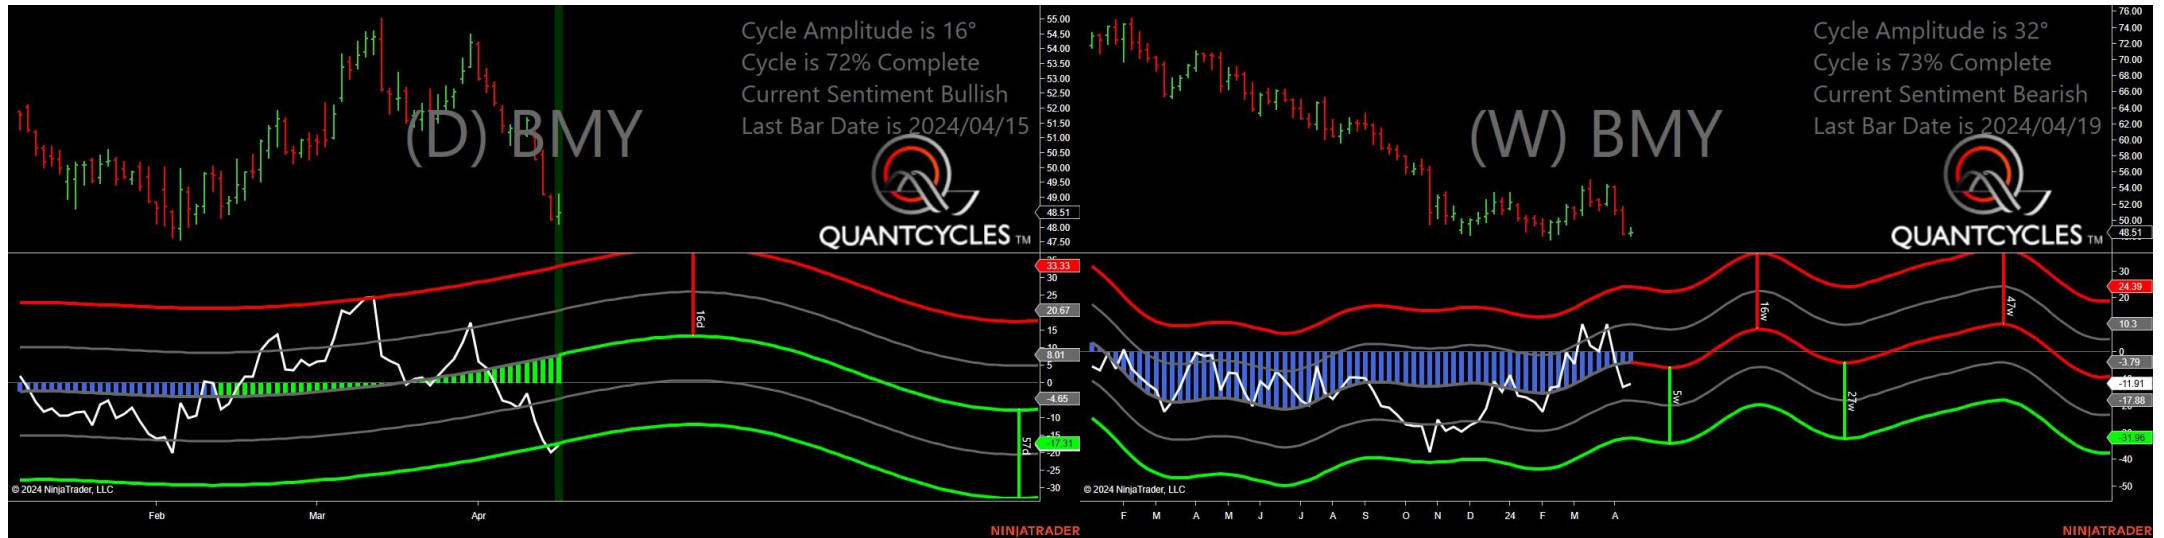 Cycle Amplitude is 16°
Cycle is 72% Complete
Current Sentiment Bullish
Last Bar Date is 2024/04/15
(D) BMY
QUANTCYCLES TM
55.00
54.50
54.00
53.50
53.00
52.50
52.00
51.50
51.00
50.50
50.00
49.50
49.00
48.51
48.00
47.50
33.33
30
25
20.67
15
10
8.01
5
0
-4.65
-10
-15
-17.31
-20
-25
-30
16d
57d
© 2024 NinjaTrader, LLC
Feb Mar Apr
NINJATRADER
Cycle Amplitude is 32°
Cycle is 73% Complete
Current Sentiment Bearish
Last Bar Date is 2024/04/19
(W) BMY
QUANTCYCLES TM
76.00
74.00
72.00
70.00
68.00
66.00
64.00
62.00
60.00
58.00
56.00
54.00
52.00
50.00
48.51
30
24.39
20
10.3
0
-3.79
-11.91
-17.88
-31.96
-40
-50
16w
47w
5w
27w
© 2024 NinjaTrader, LLC
F M A M J J A S O N D 24 F M A
NINJATRADER